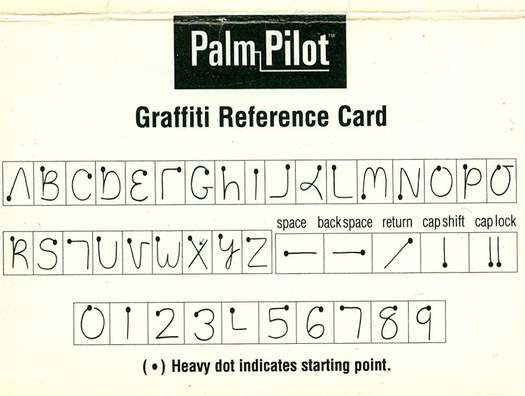 Palm Pilot™
Graffiti Reference Card
A B C D E F G H I J K L M N O P Q
space backspace return cap shift cap lock
R S T U V W X Y Z
0 1 2 3 4 5 6 7 8 9
(•) Heavy dot indicates starting point.